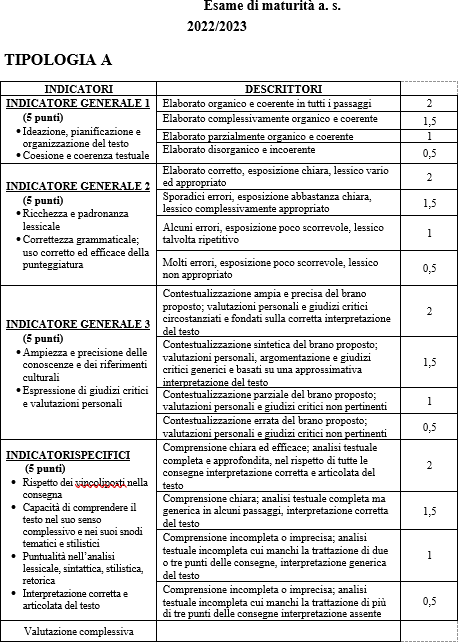 Esame di maturità a. s.
2022/2023
TIPOLOGIA A
INDICATORI
DESCRITTORI
INDICATORE GENERALE 1
(5 punti)
• Ideazione, pianificazione e
organizzazione del testo
• Coesione e coerenza testuale
Elaborato organico e coerente in tutti i passaggi
2
Elaborato complessivamente organico e coerente
1,5
Elaborato parzialmente organico e coerente
1
Elaborato disorganico e incoerente
0,5
INDICATORE GENERALE 2
(5 punti)
• Ricchezza e padronanza
lessicale
• Correttezza grammaticale;
uso corretto ed efficace della
punteggiatura
Elaborato corretto, esposizione chiara, lessico vario
ed appropriato
2
Sporadici errori, esposizione abbastanza chiara,
lessico complessivamente appropriato
1,5
Alcuni errori, esposizione poco scorrevole, lessico
talvolta ripetitivo
1
Molti errori, esposizione poco scorrevole, lessico
non appropriato
0,5
INDICATORE GENERALE 3
(5 punti)
• Ampiezza e precisione delle
conoscenze e dei riferimenti
culturali
• Espressione di giudizi critici
e valutazioni personali
Contestualizzazione ampia e precisa del brano
proposto; valutazioni personali e giudizi critici
circostanziati e fondati sulla corretta interpretazione
del testo
2
Contestualizzazione sintetica del brano proposto;
valutazioni personali, argomentazione e giudizi
critici generici e basati su una approssimativa
interpretazione del testo
1,5
Contestualizzazione parziale del brano proposto;
valutazioni personali e giudizi critici non pertinenti
1
Contestualizzazione errata del brano proposto;
valutazioni personali e giudizi critici non pertinenti
0,5
INDICATORISPECIFICI
(5 punti)
• Rispetto dei vincoliposti nella
consegna
• Capacità di comprendere il
testo nel suo senso
complessivo e nei suoi snodi
tematici e stilistici
• Puntualità nell'analisi
lessicale, sintattica, stilistica,
retorica
• Interpretazione corretta e
articolata del testo
Comprensione chiara ed efficace; analisi testuale
completa e approfondita, nel rispetto di tutte le
consegne interpretazione corretta e articolata del
testo
2
Comprensione chiara; analisi testuale completa ma
generica in alcuni passaggi, interpretazione corretta
del testo
1,5
Comprensione incompleta o imprecisa; analisi
testuale incompleta cui manchi la trattazione di due
o tre punti delle consegne, interpretazione generica
del testo
1
Comprensione incompleta o imprecisa; analisi
testuale incompleta cui manchi la trattazione di più
di tre punti delle consegne interpretazione assente
0,5
Valutazione complessiva